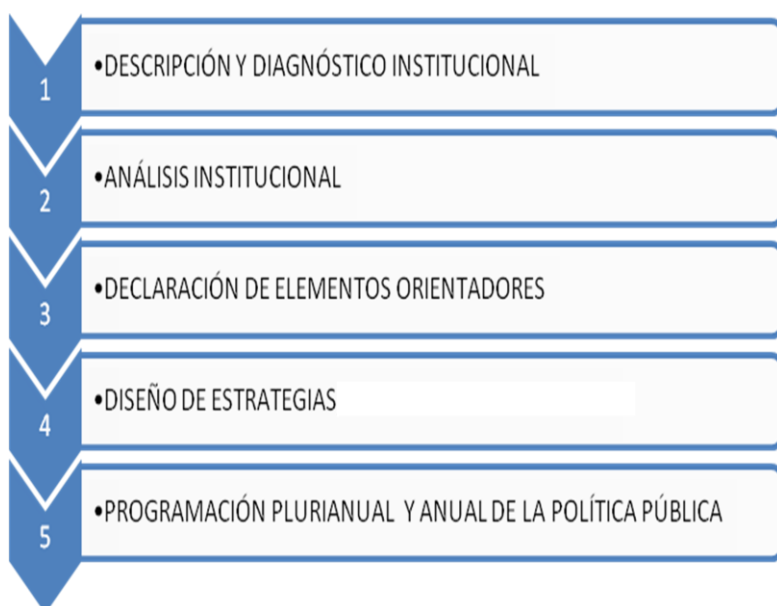 1
•DESCRIPCIÓN Y DIAGNÓSTICO INSTITUCIONAL
2
•ANÁLISIS INSTITUCIONAL
3
•DECLARACIÓN DE ELEMENTOS ORIENTADORES
4
•DISEÑO DE ESTRATEGIAS
5
•PROGRAMACIÓN PLURIANUAL Y ANUAL DE LA POLÍTICA PÚBLICA